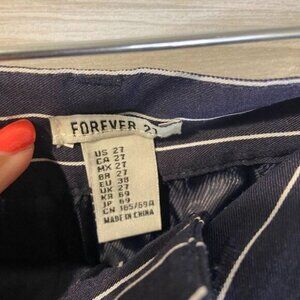 FOREVER 21
US 27
CA 27
MX 27
BR 27
EU 38
UK 27
KR 69
JP 69
CN 165/69A
MADE IN CHINA